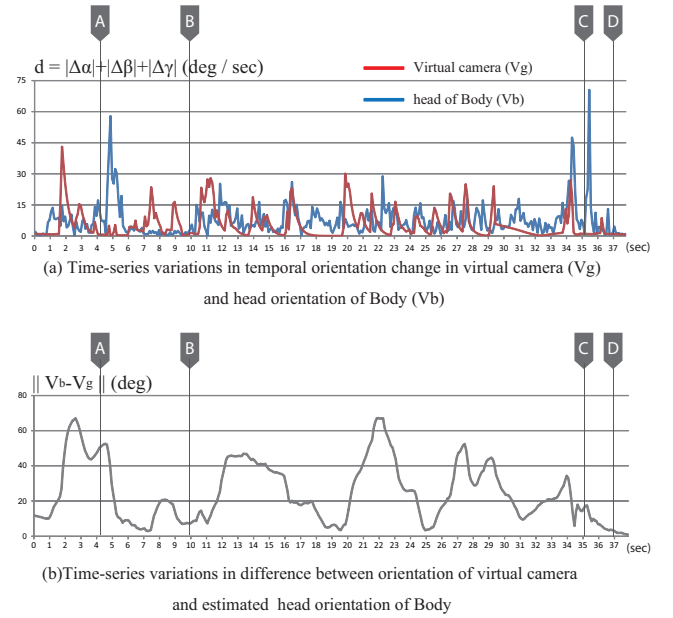 A B C D
d = |Δα|+|Δβ|+|Δγ| (deg / sec)
Virtual camera (Vg)
head of Body (Vb)
75
60
45
30
15
0
0 1 2 3 4 5 6 7 8 9 10 11 12 13 14 15 16 17 18 19 20 21 22 23 24 25 26 27 28 29 30 31 32 33 34 35 36 37 (sec)
(a) Time-series variations in temporal orientation change in virtual camera (Vg)
and head orientation of Body (Vb)
A B C D
|| Vb-Vg || (deg)
80
60
40
20
0
0 1 2 3 4 5 6 7 8 9 10 11 12 13 14 15 16 17 18 19 20 21 22 23 24 25 26 27 28 29 30 31 32 33 34 35 36 37 (sec)
(b)Time-series variations in difference between orientation of virtual camera
and estimated head orientation of Body